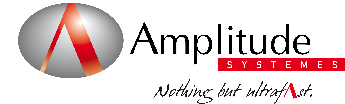 Amplitude
SYSTEMES
Nothing but ultrafast.